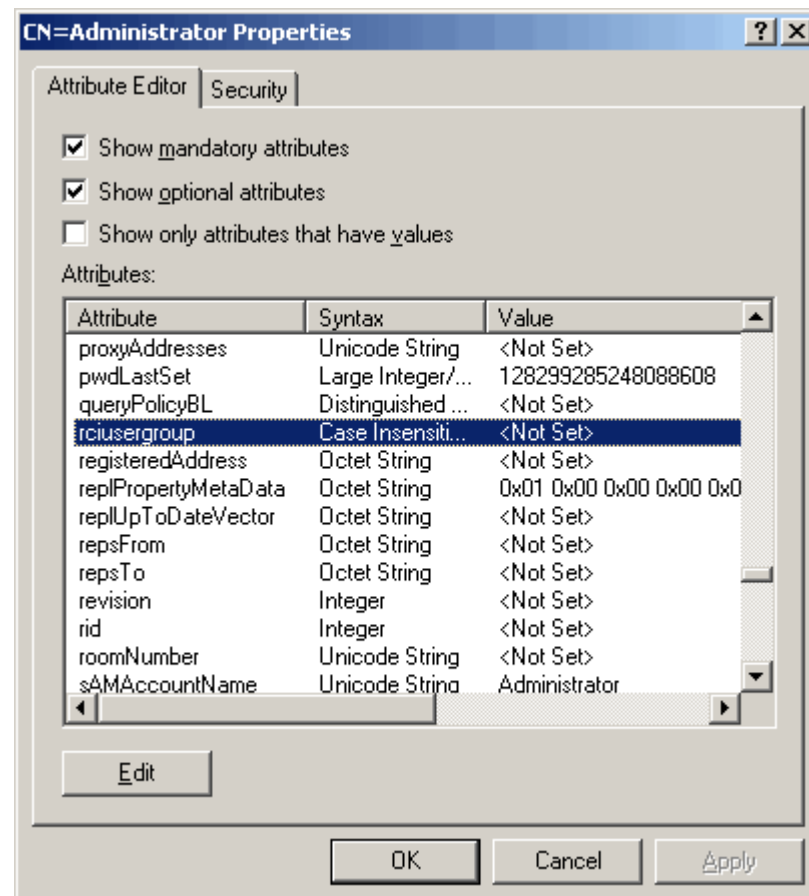 CN=Administrator Properties
Attribute Editor Security
Show mandatory attributes
Show optional attributes
Show only attributes that have values
Attributes:
Attribute Syntax Value
proxyAddresses Unicode String <Not Set>
pwdLastSet Large Integer/... 128299285248088608
queryPolicyBL Distinguished ... <Not Set>
rciusergroup Case Insensiti... <Not Set>
registeredAddress Octet String <Not Set>
replPropertyMetaData Octet String 0x01 0x00 0x00 0x00 0x0
replUpToDateVector Octet String <Not Set>
repsFrom Octet String <Not Set>
repsTo Octet String <Not Set>
revision Integer <Not Set>
rid Integer <Not Set>
roomNumber Unicode String <Not Set>
sAMAccountName Unicode String Administrator
Edit
OK Cancel Apply